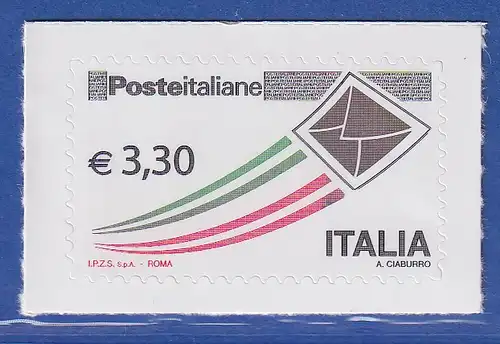 Posteitaliane
€ 3,30
ITALIA
I.P.Z.S. S.p.A. - ROMA
A. CIABURRO